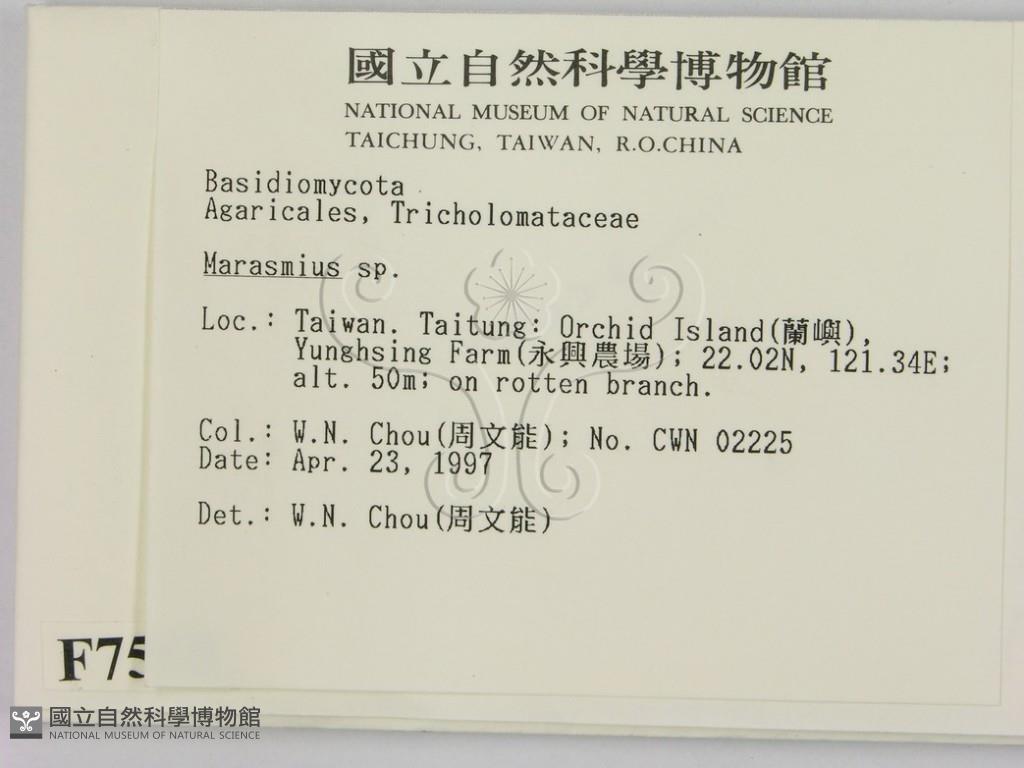 國立自然科學博物館
NATIONAL MUSEUM OF NATURAL SCIENCE
TAICHUNG, TAIWAN, R.O.CHINA
Basidiomycota
Agaricales, Tricholomataceae
Marasmius sp.
Loc.: Taiwan. Taitung: Orchid Island(蘭嶼),
Yunghsing Farm(永興農場); 22.02N, 121.34E;
alt. 50m; on rotten branch.
Col.: W.N. Chou(周文能); No. CWN 02225
Date: Apr. 23, 1997
Det.: W.N. Chou(周文能)
F75
國立自然科學博物館
NATIONAL MUSEUM OF NATURAL SCIENCE